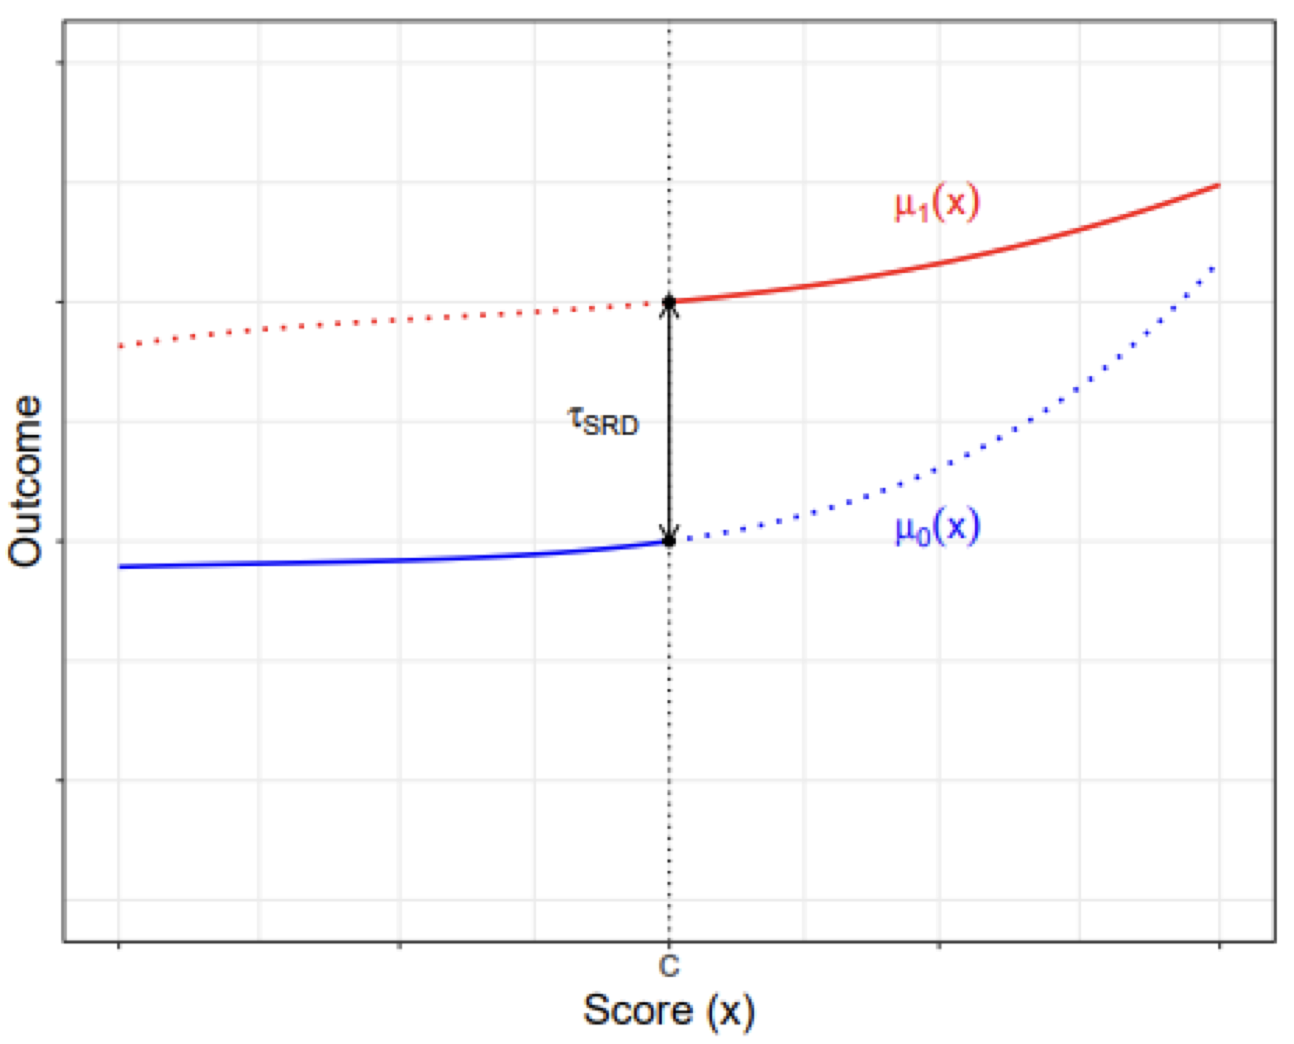 μ1(x)
τSRD
μ0(x)
Outcome
C
Score (x)